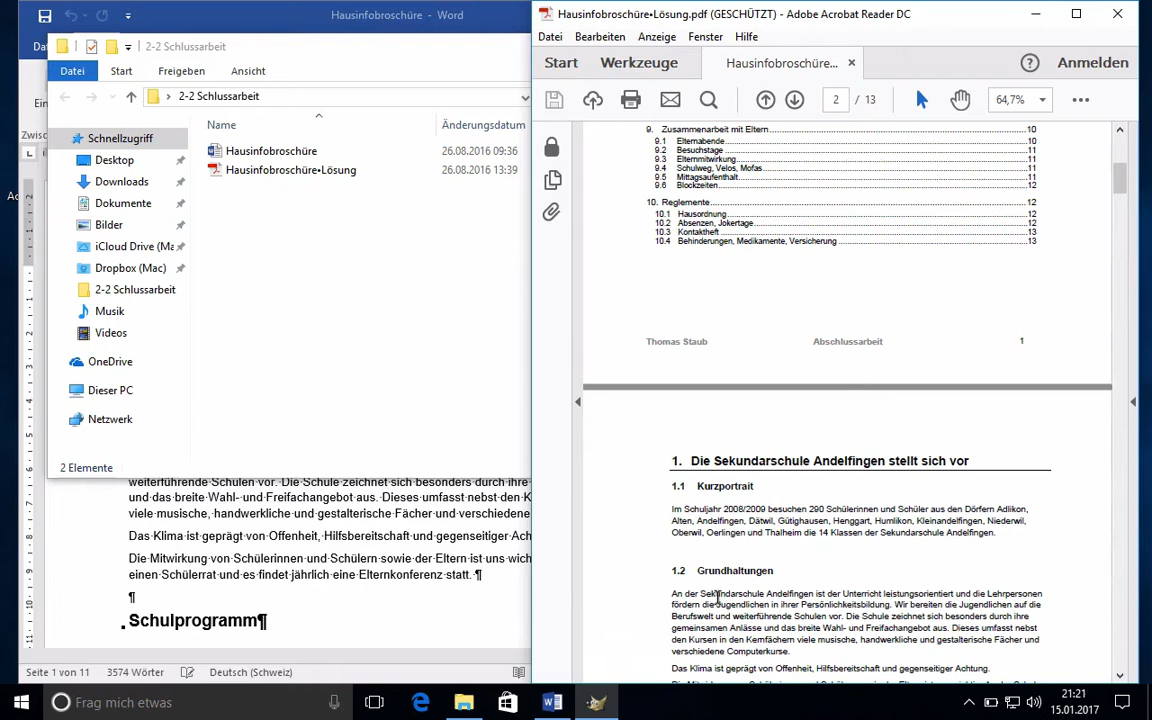 Hausinfobroschüre - Word
2-2 Schlussarbeit
Datei
Start
Freigeben
Ansicht
2-2 Schlussarbeit
Schnellzugriff
Desktop
Downloads
Dokumente
Bilder
iCloud Drive (Ma
Dropbox (Mac)
2-2 Schlussarbeit
Musik
Videos
OneDrive
Dieser PC
Netzwerk
2 Elemente
Name
Änderungsdatum
Hausinfobroschüre
26.08.2016 09:36
Hausinfobroschüre•Lösung
26.08.2016 13:39
weiterführende·Schulen·vor.·Die·Schule·zeichnet·sich·besonders·durch·ihre
und·das·breite·Wahl-·und·Freifachangebot·aus.·Dieses·umfasst·nebst·den·K
viele·musische,·handwerkliche·und·gestalterische·Fächer·und·verschiedene
Das·Klima·ist·geprägt·von·Offenheit,·Hilfsbereitschaft·und·gegenseitiger·Ach
Die·Mitwirkung·von·Schülerinnen·und·Schülern·sowie·der·Eltern·ist·uns·wich
einen·Schülerrat·und·es·findet·jährlich·eine·Elternkonferenz·statt.·¶
¶
Schulprogramm¶
Seite 1 von 11
3574 Wörter
Deutsch (Schweiz)
Hausinfobroschüre•Lösung.pdf (GESCHÜTZT) - Adobe Acrobat Reader DC
Datei Bearbeiten Anzeige Fenster Hilfe
Start Werkzeuge Hausinfobroschüre... × Anmelden
2 / 13 64,7%
9. Zusammenarbeit mit Eltern 10
9.1 Elternabende 10
9.2 Besuchstage 11
9.3 Elternmitwirkung 11
9.4 Schulweg, Velos, Mofas 11
9.5 Mittagsaufenthalt 11
9.6 Blockzeiten 12
10. Reglemente 12
10.1 Hausordnung 12
10.2 Absenzen, Jokertage 12
10.3 Kontaktheft 13
10.4 Behinderungen, Medikamente, Versicherung 13
Thomas Staub Abschlussarbeit 1
1. Die Sekundarschule Andelfingen stellt sich vor
1.1 Kurzportrait
Im Schuljahr 2008/2009 besuchen 290 Schülerinnen und Schüler aus den Dörfern Adlikon,
Alten, Andelfingen, Dätwil, Gütighausen, Henggart, Humlikon, Kleinandelfingen, Niederwil,
Oberwil, Oerlingen und Thalheim die 14 Klassen der Sekundarschule Andelfingen.
1.2 Grundhaltungen
An der Sekundarschule Andelfingen ist der Unterricht leistungsorientiert und die Lehrpersonen
fördern die Jugendlichen in ihrer Persönlichkeitsbildung. Wir bereiten die Jugendlichen auf die
Berufswelt und weiterführende Schulen vor. Die Schule zeichnet sich besonders durch ihre
gemeinsamen Anlässe und das breite Wahl- und Freifachangebot aus. Dieses umfasst nebst
den Kursen in den Kernfächern viele musische, handwerkliche und gestalterische Fächer und
verschiedene Computerkurse.
Das Klima ist geprägt von Offenheit, Hilfsbereitschaft und gegenseitiger Achtung.
Frag mich etwas
21:21
15.01.2017